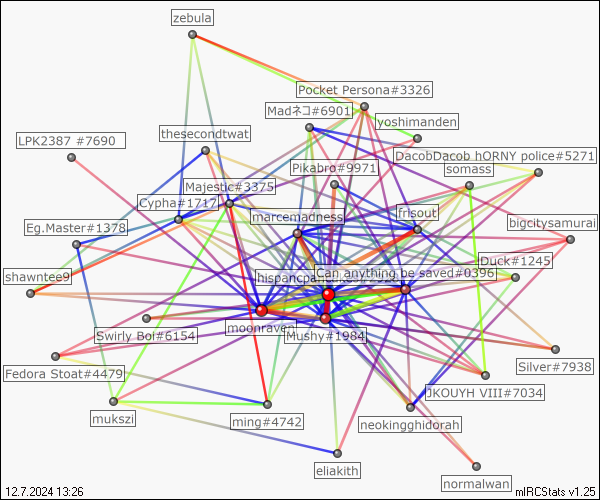 zebula
Pocket Persona#3326
Madネコ#6901
yoshimanden
thesecondtwat
LPK2387 #7690
DacobDacob hORNY police#5271
Pikabro#9971
somass
Majestic#3375
Cypha#1717
marcemadness
frisout
bigcitysamurai
Eg.Master#1378
Duck#1245
shawntee9
Can anything be saved#0396
moonraven
Mushy#1984
Swirly Boi#6154
Fedora Stoat#4479
Silver#7938
JKOUYH VIII#7034
mukszi
ming#4742
neokingghidorah
eliakith
normalwan
12.7.2024 13:26
mIRCStats v1.25